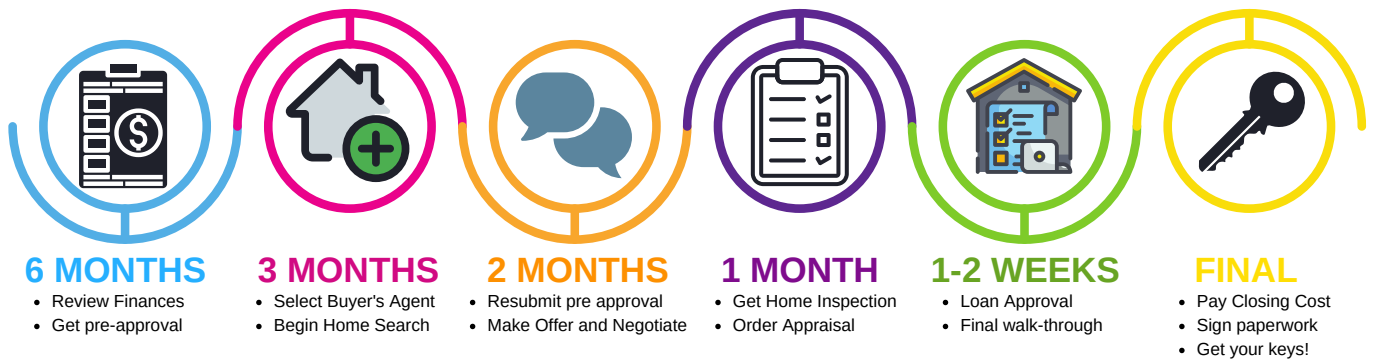 6 MONTHS
Review Finances
Get pre-approval
3 MONTHS
Select Buyer's Agent
Begin Home Search
2 MONTHS
Resubmit pre approval
Make Offer and Negotiate
1 MONTH
Get Home Inspection
Order Appraisal
1-2 WEEKS
Loan Approval
Final walk-through
FINAL
Pay Closing Cost
Sign paperwork
Get your keys!